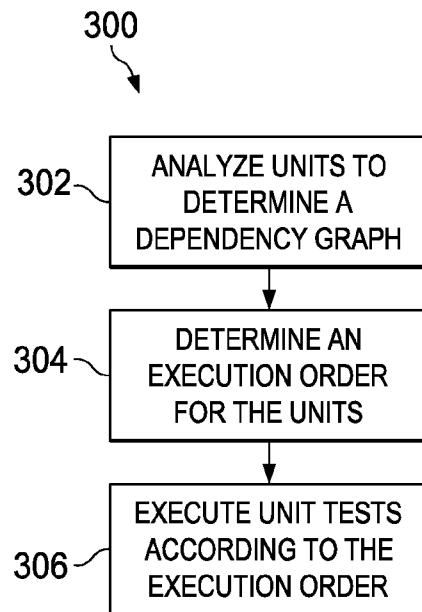 300
302
ANALYZE UNITS TO
DETERMINE A
DEPENDENCY GRAPH
304
DETERMINE AN
EXECUTION ORDER
FOR THE UNITS
306
EXECUTE UNIT TESTS
ACCORDING TO THE
EXECUTION ORDER